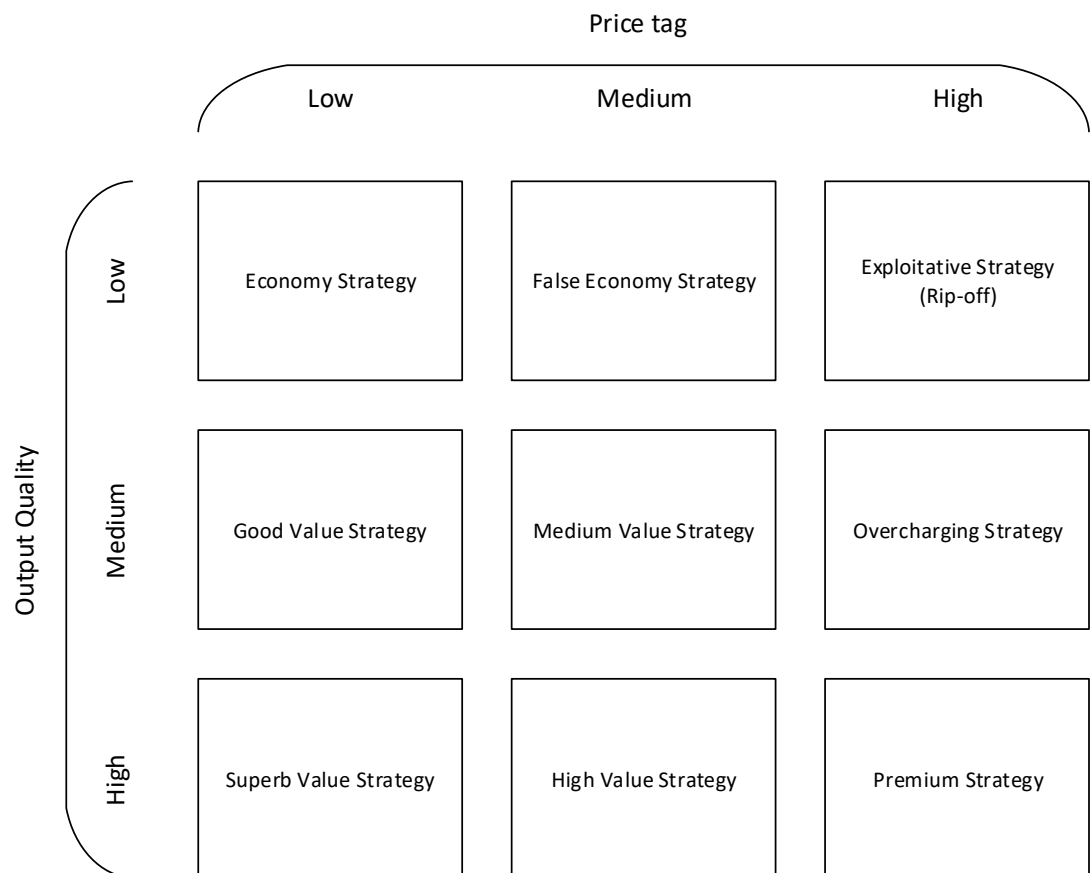 Price tag
Low
Medium
High
Output Quality
Low
Economy Strategy
False Economy Strategy
Exploitative Strategy
(Rip-off)
Medium
Good Value Strategy
Medium Value Strategy
Overcharging Strategy
High
Superb Value Strategy
High Value Strategy
Premium Strategy